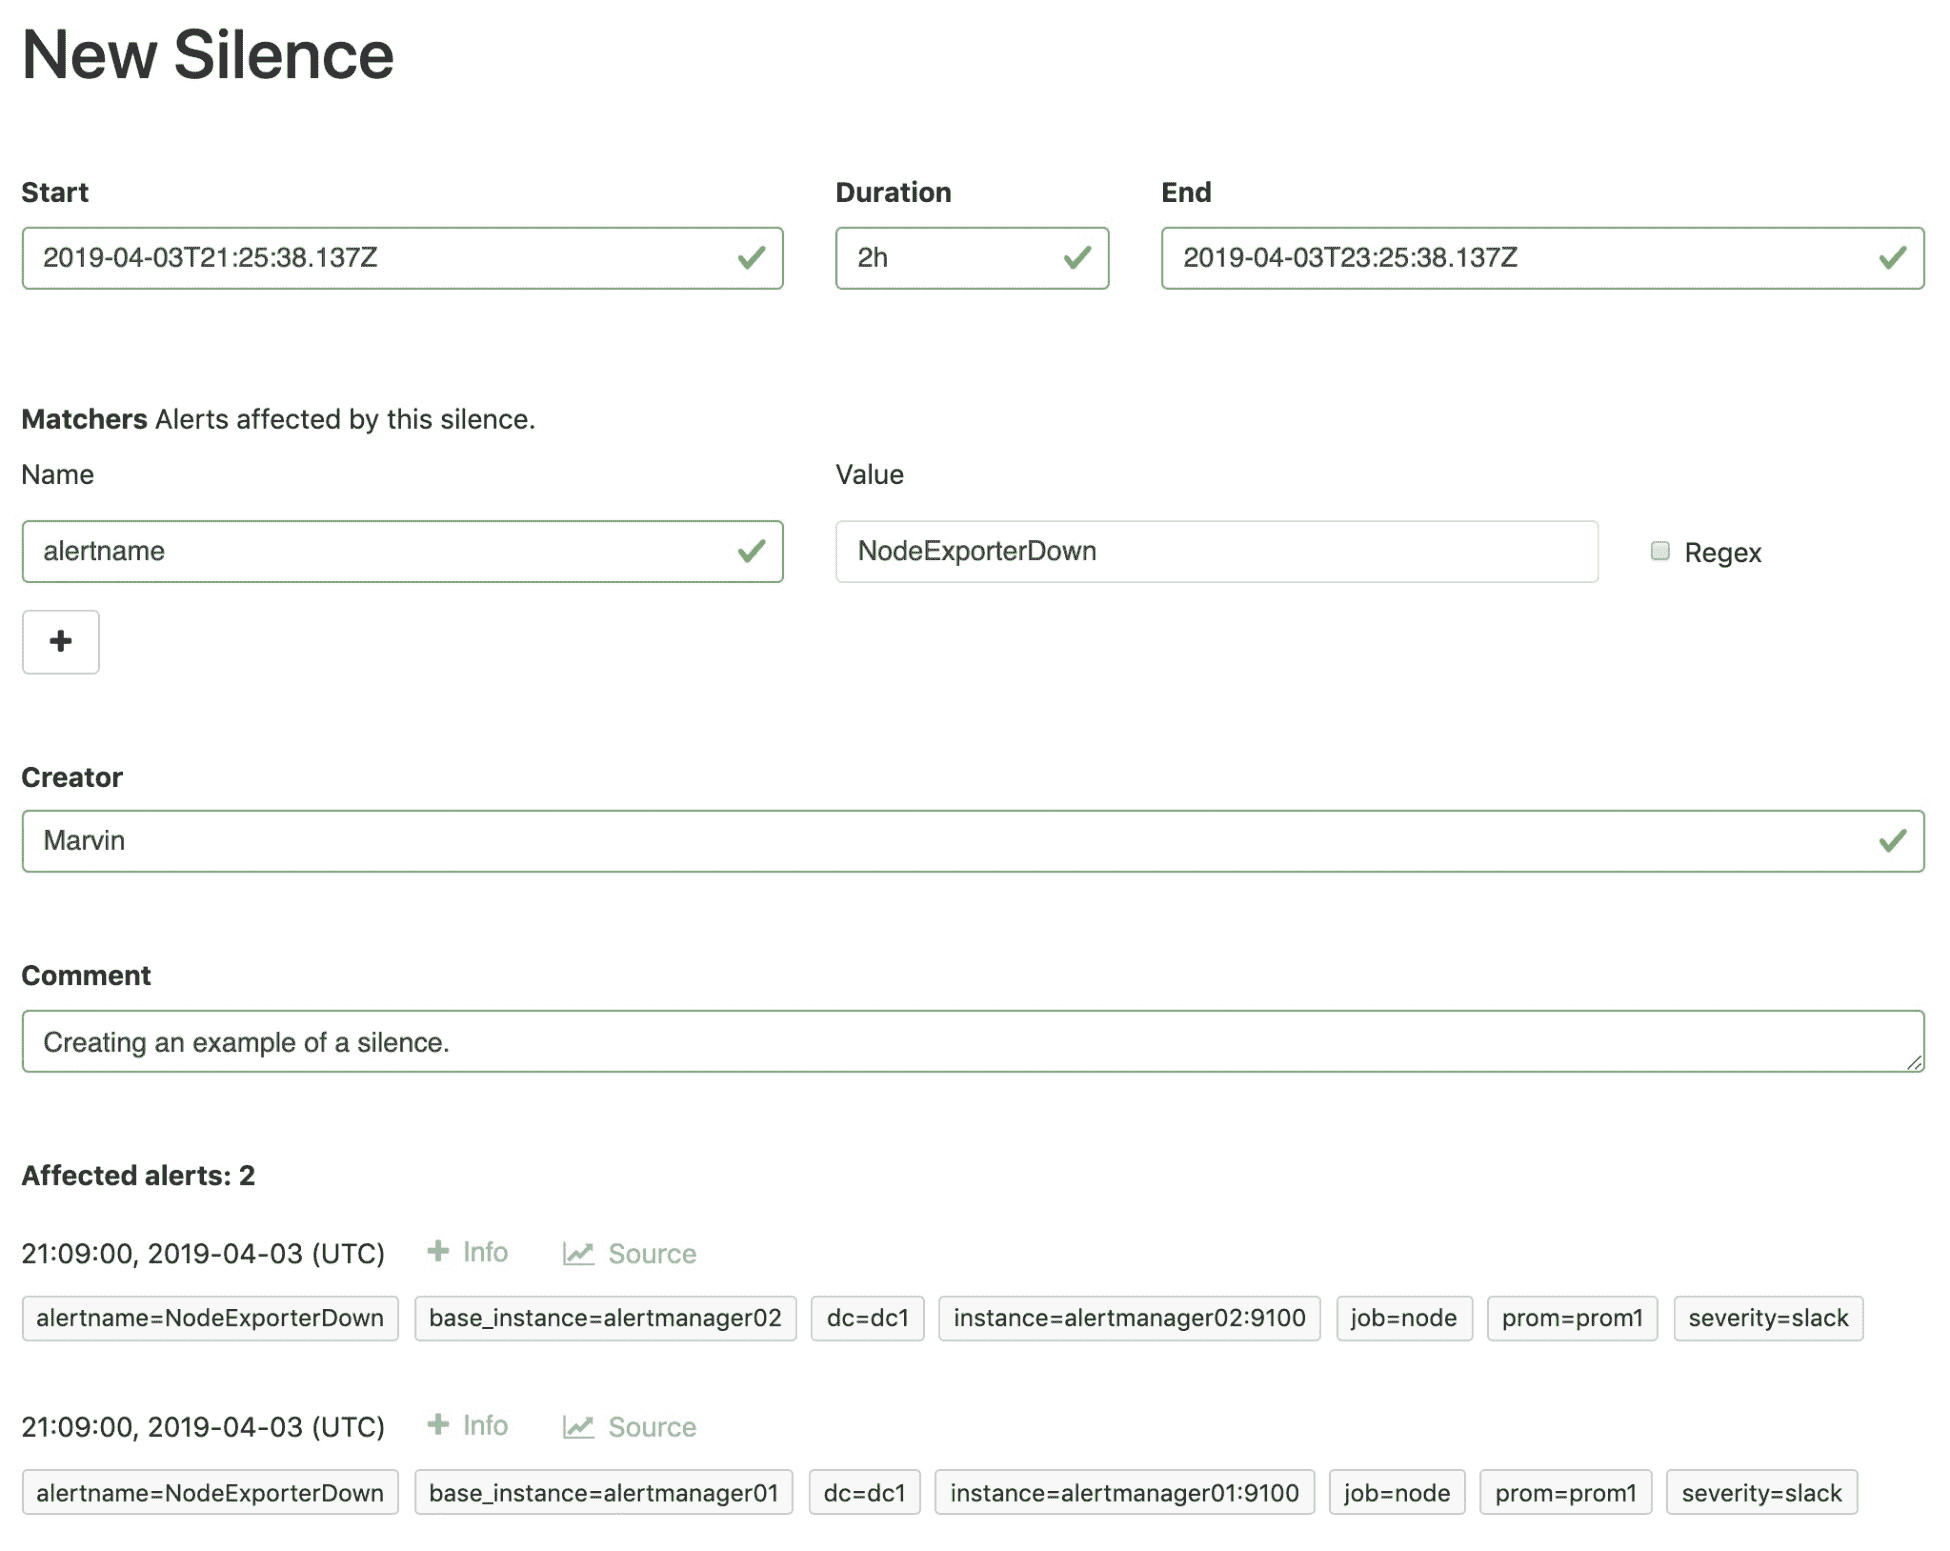 New Silence
Start Duration End
2019-04-03T21:25:38.137Z 2h 2019-04-03T23:25:38.137Z
Matchers Alerts affected by this silence.
Name Value
alertname NodeExporterDown Regex
+
Creator
Marvin
Comment
Creating an example of a silence.
Affected alerts: 2
21:09:00, 2019-04-03 (UTC) + Info Source
alertname=NodeExporterDown base_instance=alertmanager02 dc=dc1 instance=alertmanager02:9100 job=node prom=prom1 severity=slack
21:09:00, 2019-04-03 (UTC) + Info Source
alertname=NodeExporterDown base_instance=alertmanager01 dc=dc1 instance=alertmanager01:9100 job=node prom=prom1 severity=slack